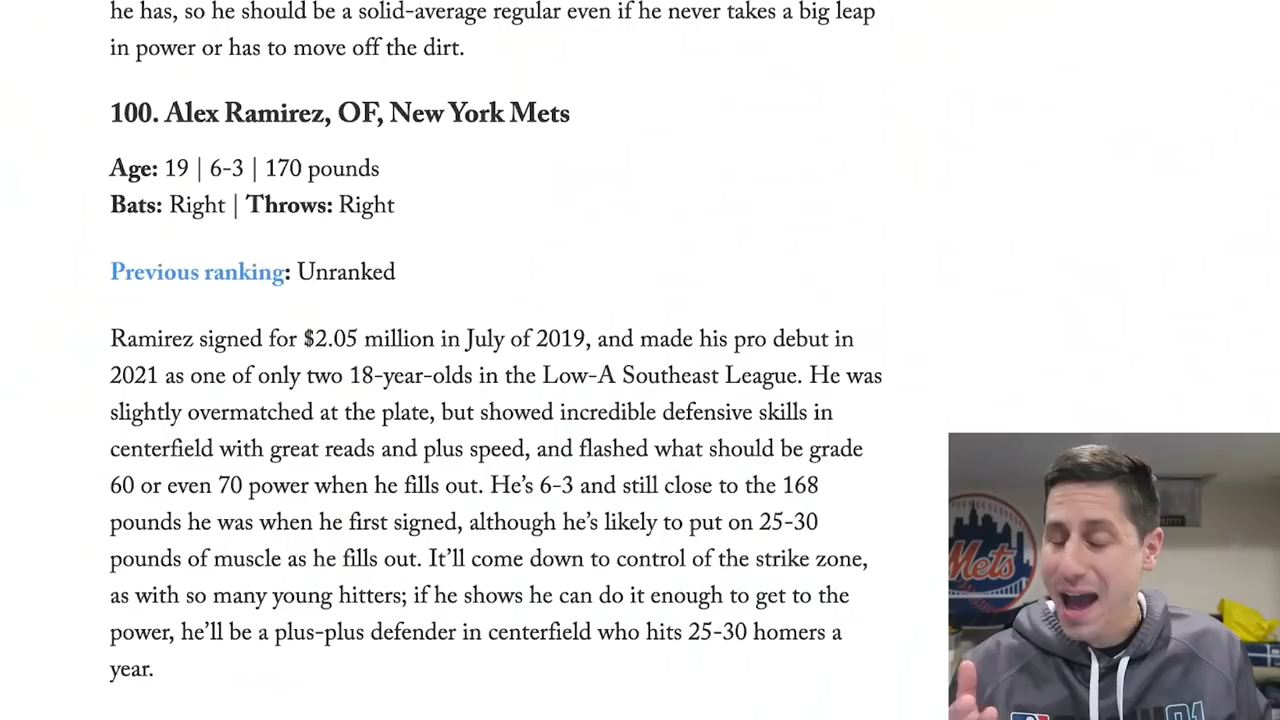 he has, so he should be a solid-average regular even if he never takes a big leap
in power or has to move off the dirt.
100. Alex Ramirez, OF, New York Mets
Age: 19 | 6-3 | 170 pounds
Bats: Right | Throws: Right
Previous ranking: Unranked
Ramirez signed for $2.05 million in July of 2019, and made his pro debut in
2021 as one of only two 18-year-olds in the Low-A Southeast League. He was
slightly overmatched at the plate, but showed incredible defensive skills in
centerfield with great reads and plus speed, and flashed what should be grade
60 or even 70 power when he fills out. He’s 6-3 and still close to the 168
pounds he was when he first signed, although he’s likely to put on 25-30
pounds of muscle as he fills out. It’ll come down to control of the strike zone,
as with so many young hitters; if he shows he can do it enough to get to the
power, he’ll be a plus-plus defender in centerfield who hits 25-30 homers a
year.
Mets